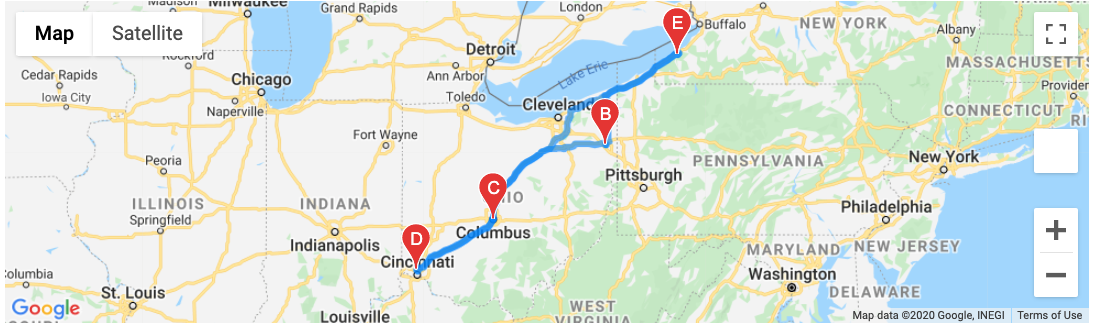 Madison
Milwaukee
Grand Rapids
London
Buffalo
NEW YORK
Map
Satellite
Albany
Rockford
Detroit
MASSACHUSETTS
Cedar Rapids
Iowa City
Chicago
Ann Arbor
Lake Erie
Naperville
Toledo
Cleveland
CONNECTICUT
E
B
Fort Wayne
Peoria
PENNSYLVANIA
New York
Pittsburgh
ILLINOIS
INDIANA
C
Springfield
Philadelphia
Indianapolis
D
Columbus
MARYLAND
NEW JERSEY
Cincinnati
Washington
Columbia
St. Louis
DELAWARE
WEST
VIRGINIA
Louisville
Google
Map data ©2020 Google, INEGI
Terms of Use